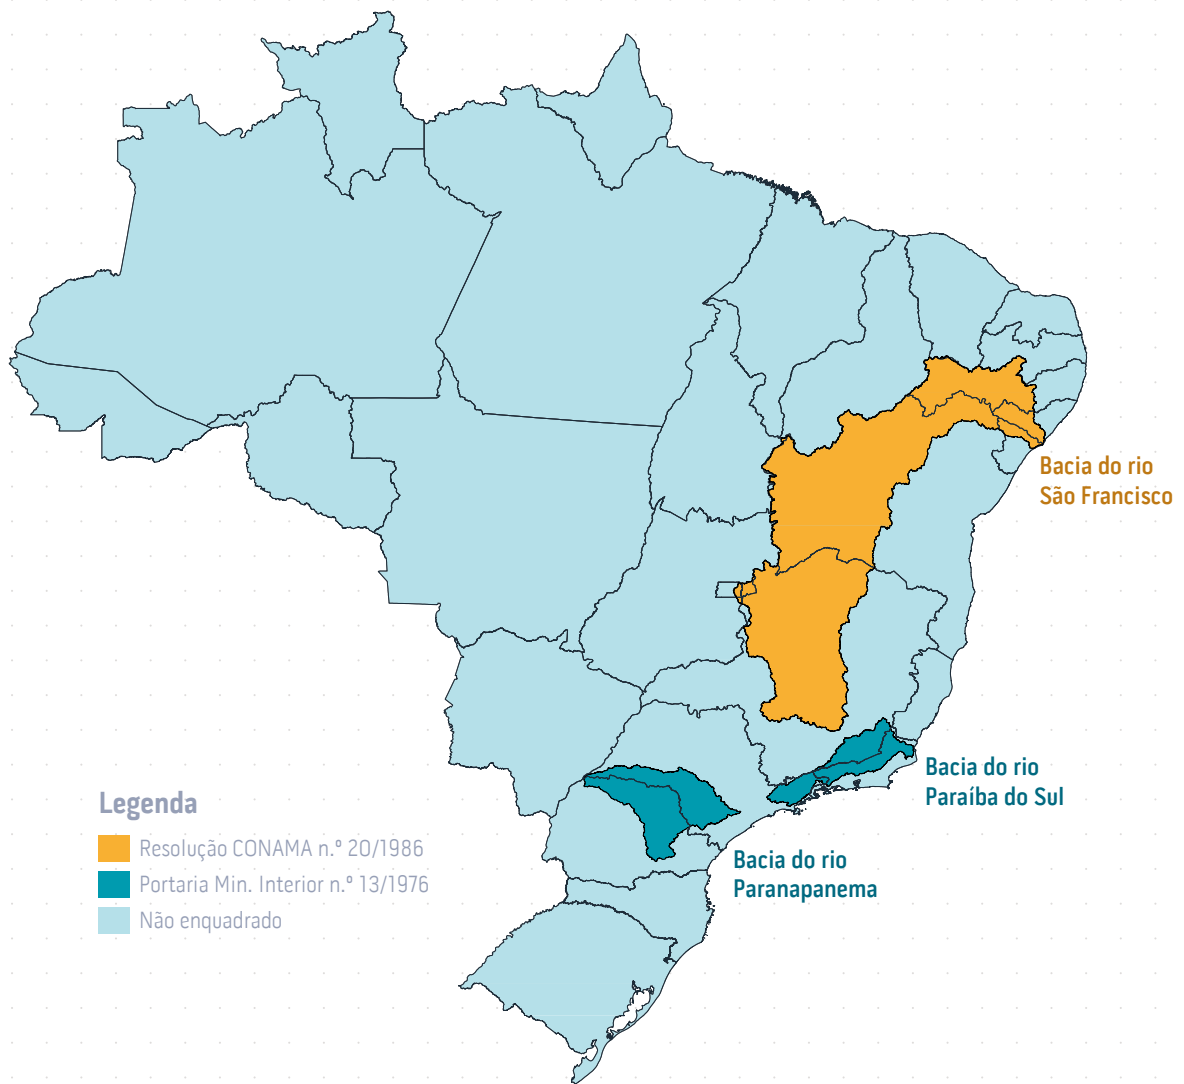 Bacia do rio
São Francisco
Bacia do rio
Paraíba do Sul
Bacia do rio
Paranapanema
Legenda
Resolução CONAMA n.º 20/1986
Portaria Min. Interior n.º 13/1976
Não enquadrado